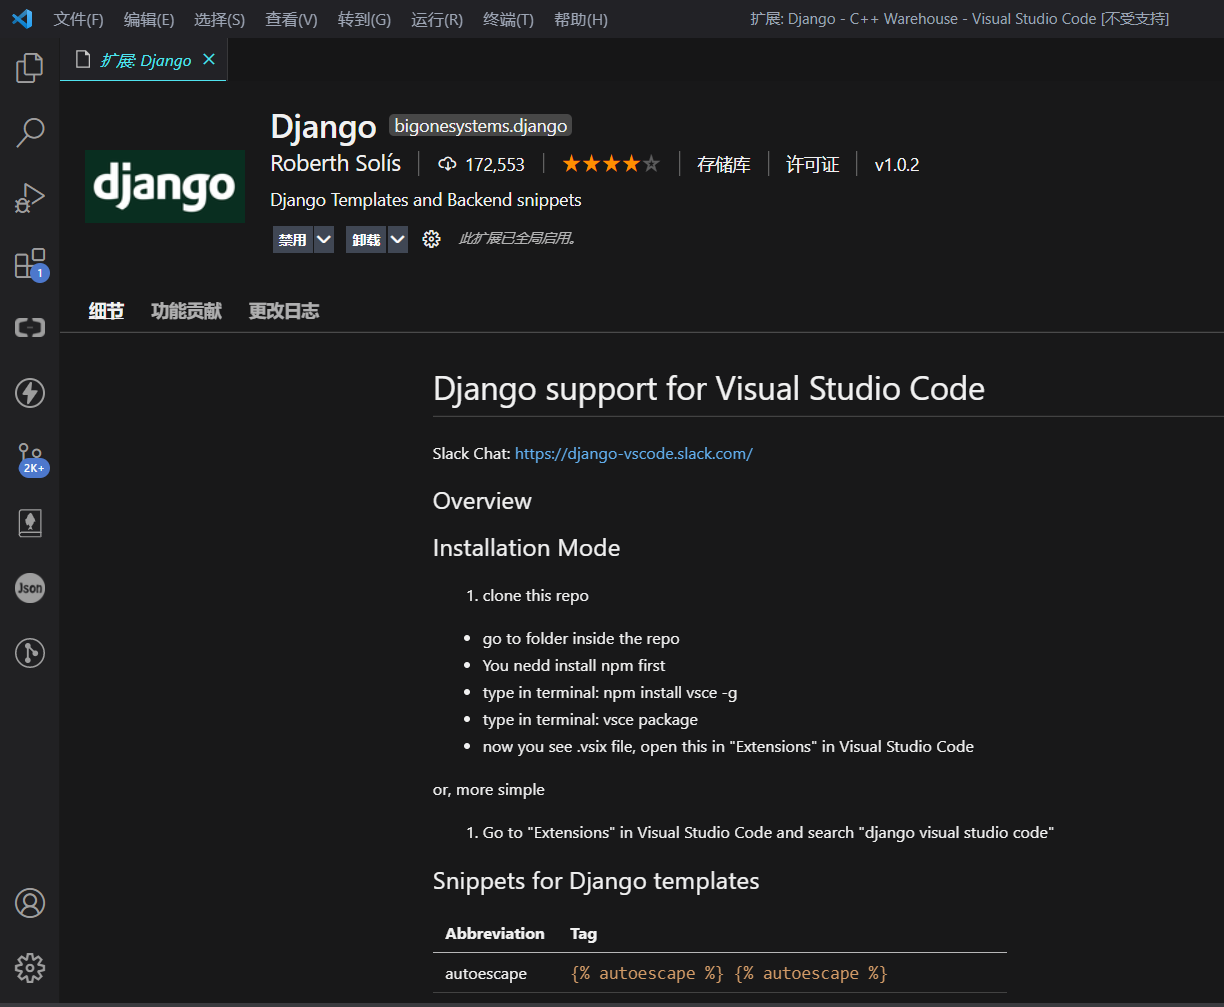 文件(F) 编辑(E) 选择(S) 查看(V) 转到(G) 运行(R) 终端(T) 帮助(H) 扩展: Django - C++ Warehouse - Visual Studio Code [不受支持]
扩展: Django
Django bigonesystems.django
Roberth Solís 172,553 存储库 许可证 v1.0.2
django
Django Templates and Backend snippets
禁用 卸载 此扩展已全局启用。
1
细节 功能贡献 更改日志
Django support for Visual Studio Code
Slack Chat: https://django-vscode.slack.com/
2K+
Overview
Installation Mode
1. clone this repo
Json
go to folder inside the repo
You nedd install npm first
type in terminal: npm install vsce -g
type in terminal: vsce package
now you see .vsix file, open this in "Extensions" in Visual Studio Code
or, more simple
1. Go to "Extensions" in Visual Studio Code and search "django visual studio code"
Snippets for Django templates
Abbreviation Tag
autoescape {% autoescape %} {% autoescape %}